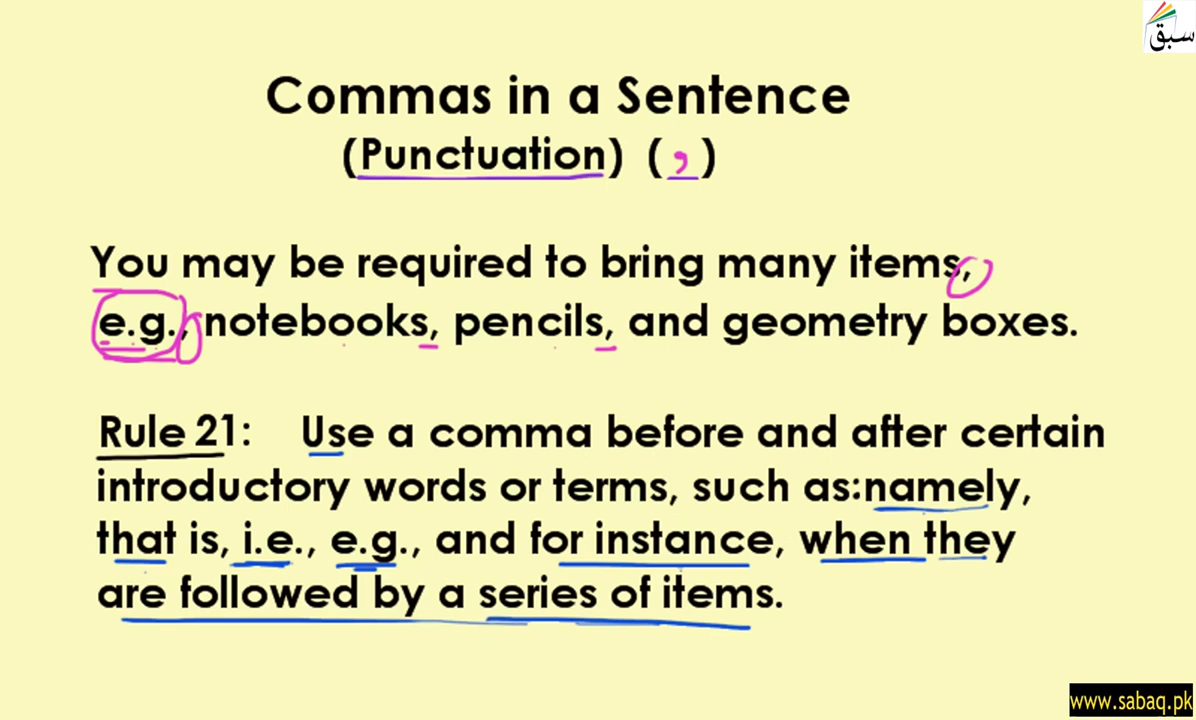 سبق
Commas in a Sentence
(Punctuation) (,)
You may be required to bring many items,
e.g., notebooks, pencils, and geometry boxes.
Rule 21: Use a comma before and after certain
introductory words or terms, such as:namely,
that is, i.e., e.g., and for instance, when they
are followed by a series of items.
www.sabaq.pk